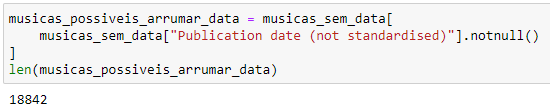 musicas_possiveis_arrumar_data = musicas_sem_data[
    musicas_sem_data["Publication date (not standardised)"].notnull()
]
len(musicas_possiveis_arrumar_data)
18842